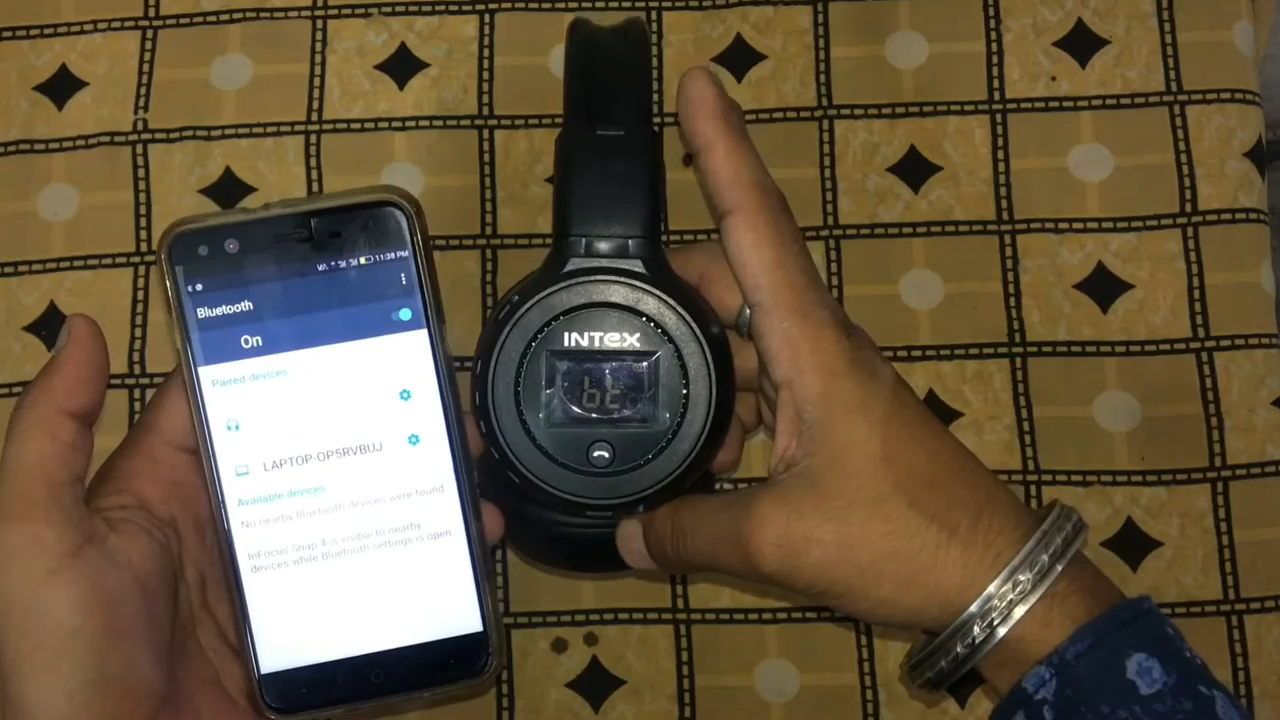 11:38 PM
Bluetooth
On
Paired devices
LAPTOP-OP5RVBUJ
Available devices
No nearby Bluetooth devices were found
InFocus Snap 4 is visible to nearby
devices while Bluetooth settings is open
INTEX
bt